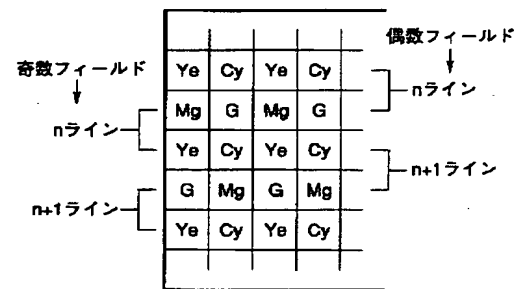 偶数フィールド
奇数フィールド
Ye Cy Ye Cy
nライン
Mg G Mg G
nライン
Ye Cy Ye Cy
n+1ライン
G Mg G Mg
n+1ライン
Ye Cy Ye Cy